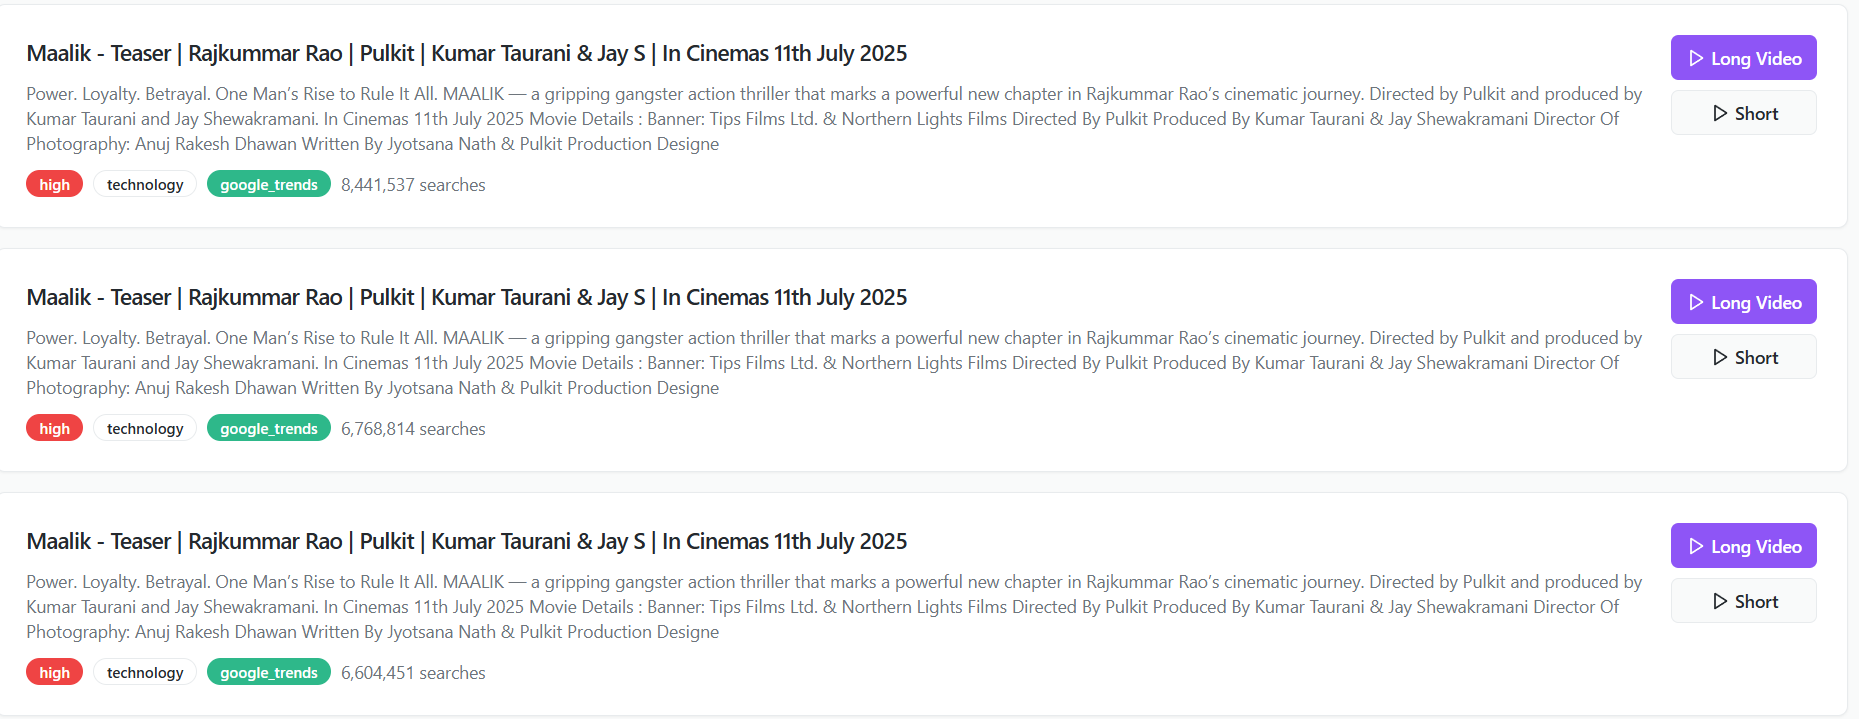 Maalik - Teaser | Rajkummar Rao | Pulkit | Kumar Taurani & Jay S | In Cinemas 11th July 2025
Long Video
Power. Loyalty. Betrayal. One Man’s Rise to Rule It All. MAALIK — a gripping gangster action thriller that marks a powerful new chapter in Rajkummar Rao’s cinematic journey. Directed by Pulkit and produced by
Kumar Taurani and Jay Shewakramani. In Cinemas 11th July 2025 Movie Details : Banner: Tips Films Ltd. & Northern Lights Films Directed By Pulkit Produced By Kumar Taurani & Jay Shewakramani Director Of
Short
Photography: Anuj Rakesh Dhawan Written By Jyotsana Nath & Pulkit Production Designe
high technology google_trends 8,441,537 searches
Maalik - Teaser | Rajkummar Rao | Pulkit | Kumar Taurani & Jay S | In Cinemas 11th July 2025
Long Video
Power. Loyalty. Betrayal. One Man’s Rise to Rule It All. MAALIK — a gripping gangster action thriller that marks a powerful new chapter in Rajkummar Rao’s cinematic journey. Directed by Pulkit and produced by
Kumar Taurani and Jay Shewakramani. In Cinemas 11th July 2025 Movie Details : Banner: Tips Films Ltd. & Northern Lights Films Directed By Pulkit Produced By Kumar Taurani & Jay Shewakramani Director Of
Short
Photography: Anuj Rakesh Dhawan Written By Jyotsana Nath & Pulkit Production Designe
high technology google_trends 6,768,814 searches
Maalik - Teaser | Rajkummar Rao | Pulkit | Kumar Taurani & Jay S | In Cinemas 11th July 2025
Long Video
Power. Loyalty. Betrayal. One Man’s Rise to Rule It All. MAALIK — a gripping gangster action thriller that marks a powerful new chapter in Rajkummar Rao’s cinematic journey. Directed by Pulkit and produced by
Kumar Taurani and Jay Shewakramani. In Cinemas 11th July 2025 Movie Details : Banner: Tips Films Ltd. & Northern Lights Films Directed By Pulkit Produced By Kumar Taurani & Jay Shewakramani Director Of
Short
Photography: Anuj Rakesh Dhawan Written By Jyotsana Nath & Pulkit Production Designe
high technology google_trends 6,604,451 searches